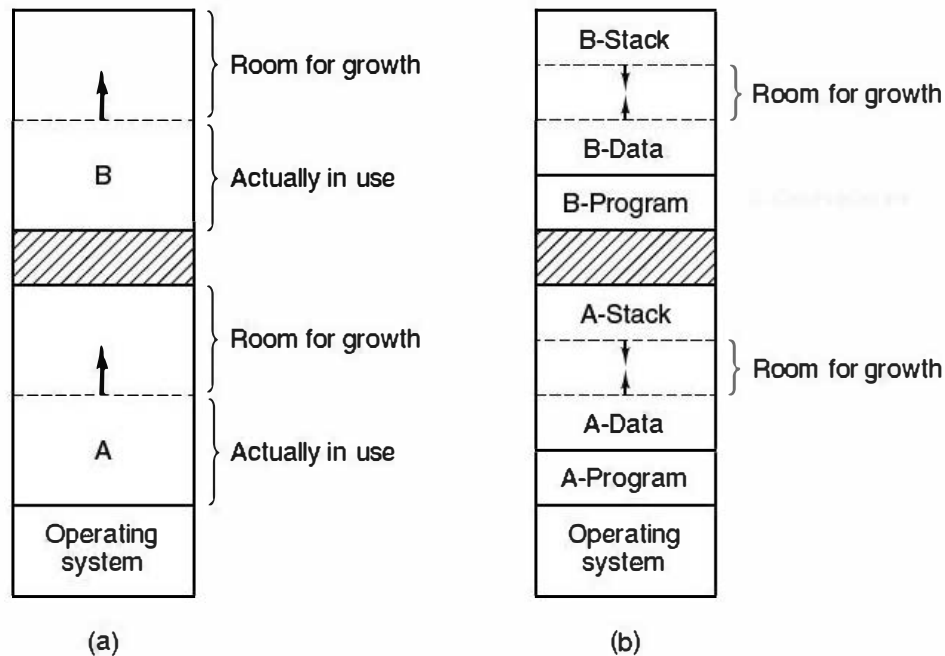 Room for growth
B
Actually in use
Room for growth
A
Actually in use
Operating
system
(a)
B-Stack
Room for growth
B-Data
B-Program
A-Stack
Room for growth
A-Data
A-Program
Operating
system
(b)